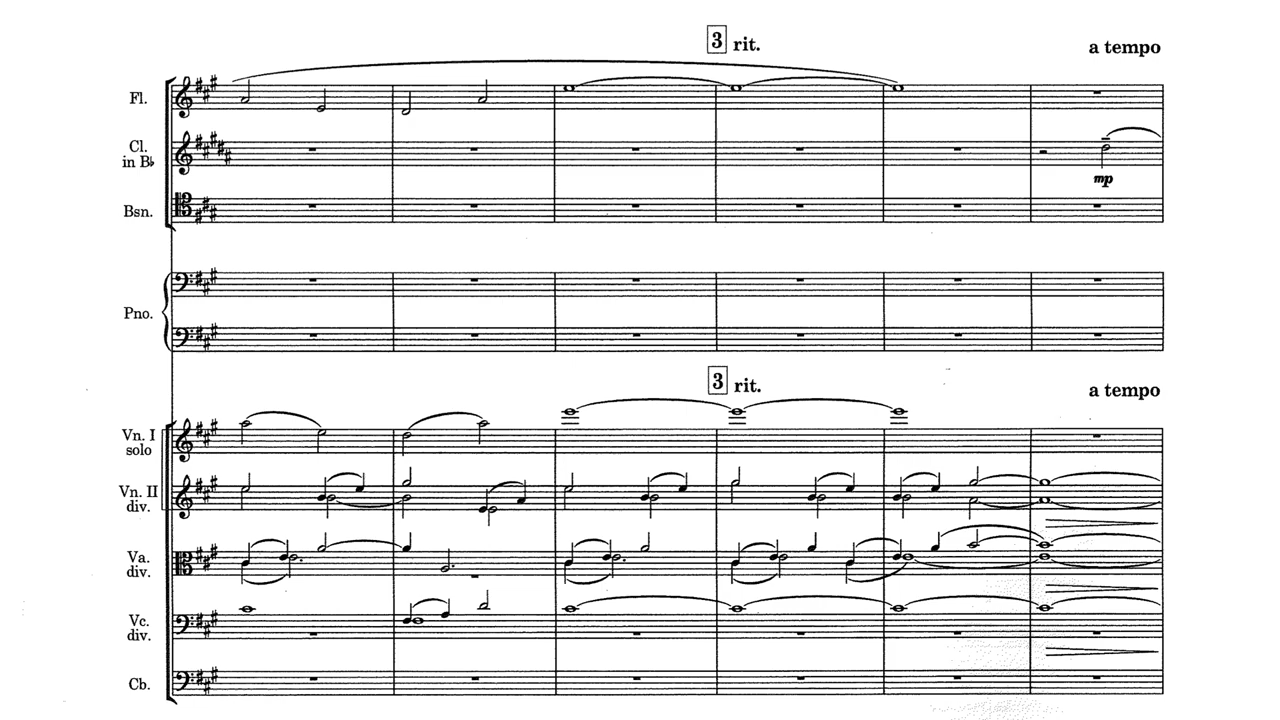 3 rit.
a tempo
Fl.
Cl.
in B♭
mp
Bsn.
Pno.
3 rit.
a tempo
Vn. I
solo
Vn. II
div.
Va.
div.
Vc.
div.
Cb.